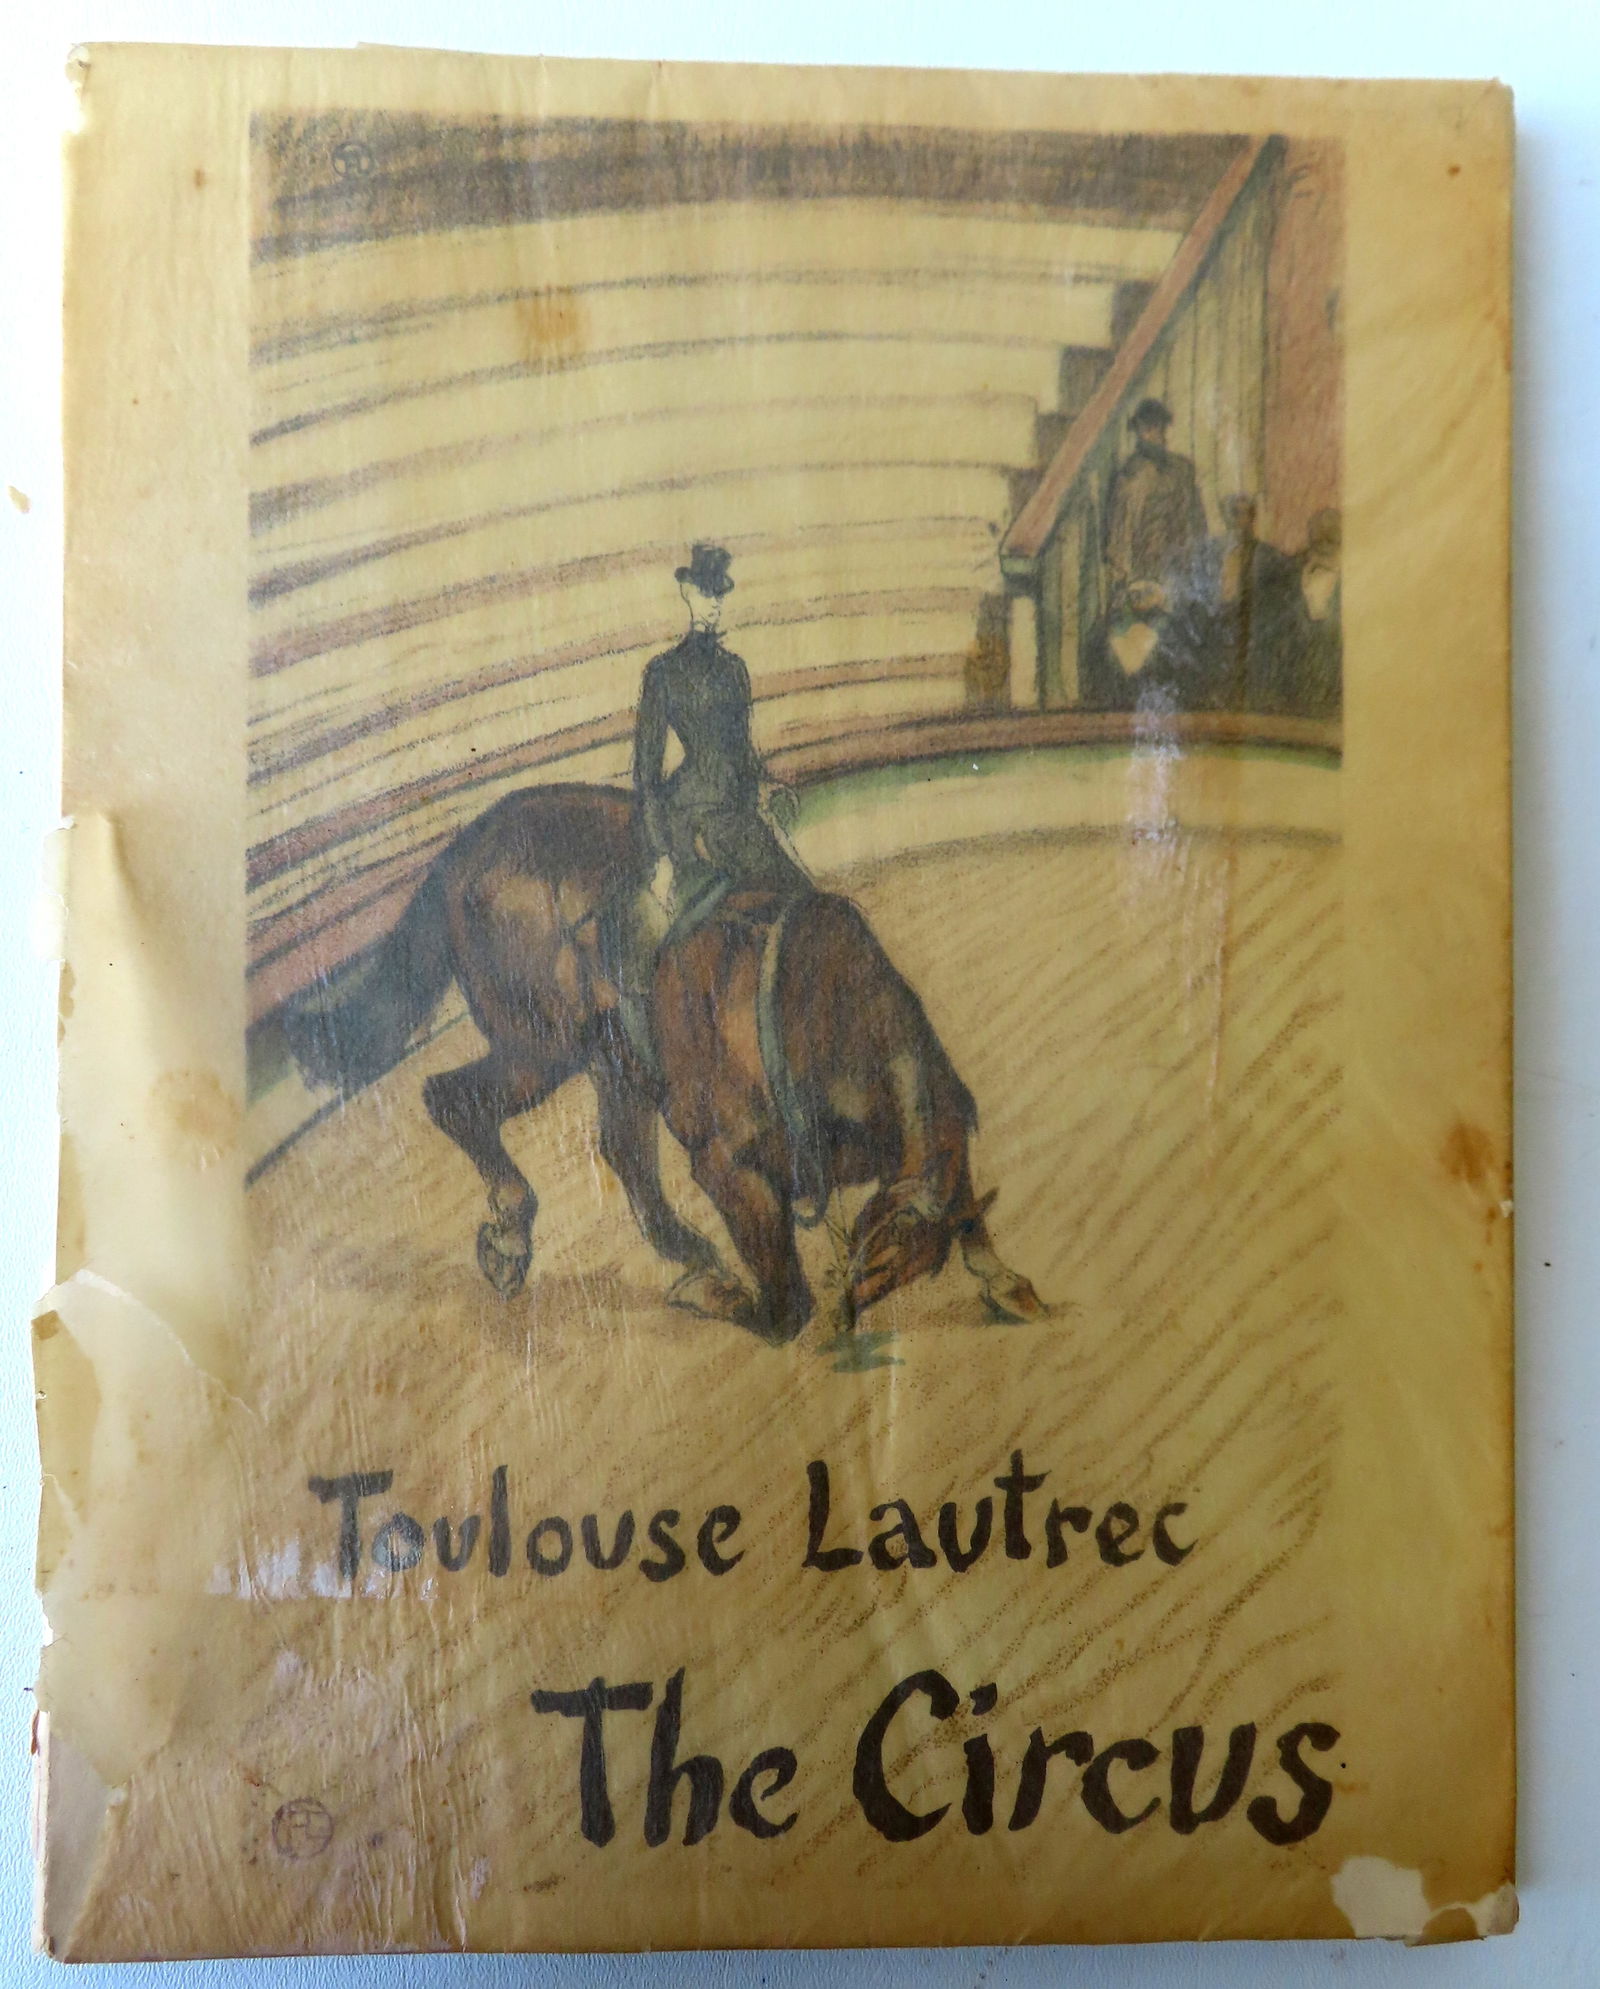 Toulouse Lautrec
The Circus